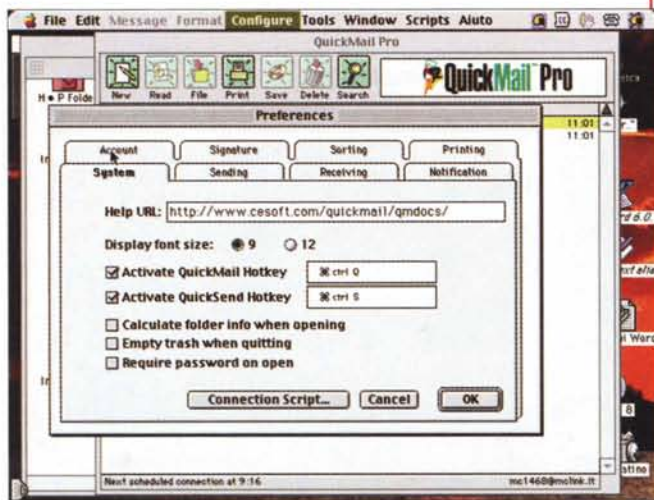 File Edit Message Format Configure Tools Window Scripts Aiuto
QuickMail Pro
New Read File Print Save Delete Search
QuickMail Pro
H • P Folde
Preferences
11:01
11:01
Account Signature Sorting Printing
System Sending Receiving Notification
Help URL: http://www.cesoft.com/quickmail/qmdocs/
Display font size: 9 12
Activate QuickMail Hotkey ⌘ ctrl Q
Activate QuickSend Hotkey ⌘ ctrl S
Calculate folder info when opening
Empty trash when quitting
Require password on open
Connection Script... Cancel OK
Next scheduled connection at 9:16 mc1468@mclink.it